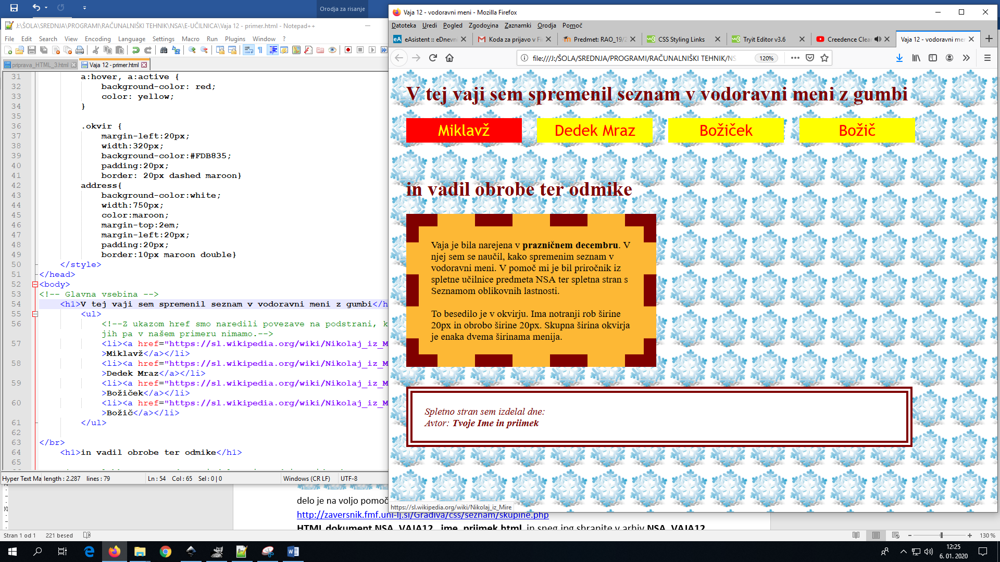 Orodja za risanje
J:\ŠOLA\SREDNJA\PROGRAMI\RAČUNALNIŠKI TEHNIK\NSA\E-UČILNICA\Vaja 12 - primer.html - Notepad++
File Edit Search View Encoding Language Settings Macro Run Plugins Window ?
priprava_HTML_3.html Vaja 12 - primer.html
31 a:hover, a:active {
32 background-color: red;
33 color: yellow;
34 }
35
36 .okvir {
37 margin-left:20px;
38 width:320px;
39 background-color:#FDB835;
40 padding:20px;
41 border: 20px dashed maroon}
42 address{
43 background-color:white;
44 width:750px;
45 color:maroon;
46 margin-top:2em;
47 margin-left:20px;
48 padding:20px;
49 border:10px maroon double}
50 </style>
51 </head>
52 <body>
53 <!-- Glavna vsebina -->
54 <h1>V tej vaji sem spremenil seznam v vodoravni meni z gumbi</h
55 <ul>
56 <!--Z ukazom href smo naredili povezave na podstrani, k
jih pa v našem primeru nimamo.-->
57 <li><a href="https://sl.wikipedia.org/wiki/Nikolaj_iz_M
>Miklavž</a></li>
58 <li><a href="https://sl.wikipedia.org/wiki/Nikolaj_iz_M
>Dedek Mraz</a></li>
59 <li><a href="https://sl.wikipedia.org/wiki/Nikolaj_iz_M
>Božiček</a></li>
60 <li><a href="https://sl.wikipedia.org/wiki/Nikolaj_iz_M
>Božič</a></li>
61 </ul>
62
63 </br>
64 <h1>in vadil obrobe ter odmike</h1>
65
Hyper Text Ma length : 2.287 lines : 79 Ln : 54 Col : 65 Sel : 0 | 0 Windows (CR LF) UTF-8
Vaja 12 - vodoravni meni - Mozilla Firefox
Datoteka Uredi Pogled Zgodovina Zaznamki Orodja Pomoč
eAsistent :: eDnevn Koda za prijavo v Fi Predmet: RAO_19/2 CSS Styling Links Tryit Editor v3.6 Creedence Clea Vaja 12 - vodoravni mer
file:///J:/ŠOLA/SREDNJA/PROGRAMI/RAČUNALNIŠKI TEHNIK/NS 120%
V tej vaji sem spremenil seznam v vodoravni meni z gumbi
Miklavž Dedek Mraz Božiček Božič
in vadil obrobe ter odmike
Vaja je bila narejena v prazničnem decembru. V
njej sem se naučil, kako spremenim seznam v
vodoravni meni. V pomoč mi je bil priročnik iz
spletne učilnice predmeta NSA ter spletna stran s
Seznamom oblikovnih lastnosti.
To besedilo je v okvirju. Ima notranji rob širine
20px in obrobo širine 20px. Skupna širina okvirja
je enaka dvema širinama menija.
Spletno stran sem izdelal dne:
Avtor: Tvoje Ime in priimek
https://sl.wikipedia.org/wiki/Nikolaj_iz_Mire
25
delo je na voljo pomoč
http://zaversnik.fmf.uni-lj.si/Gradiva/css/seznam/skupine.php
HTML dokument NSA_VAJA12_ ime_priimek.html in sneg.jpg shranite v arhiv NSA_VAJA12
Stran 1 od 1 221 besed
130 %
12:25
6. 01. 2020